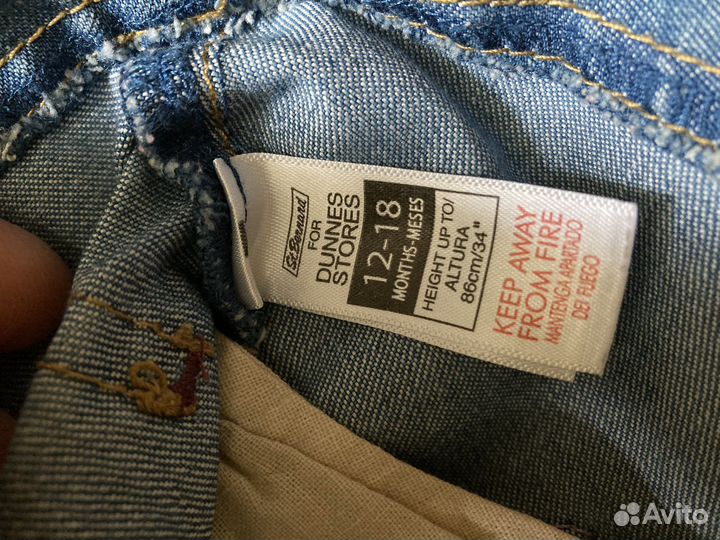 St.Bernard
FOR
DUNNES
STORES
12-18
MONTHS-MESES
HEIGHT UP TO/
ALTURA
86cm/34"
KEEP AWAY
FROM FIRE
MANTENGA APARTADO
DEI FUEGO
Avito